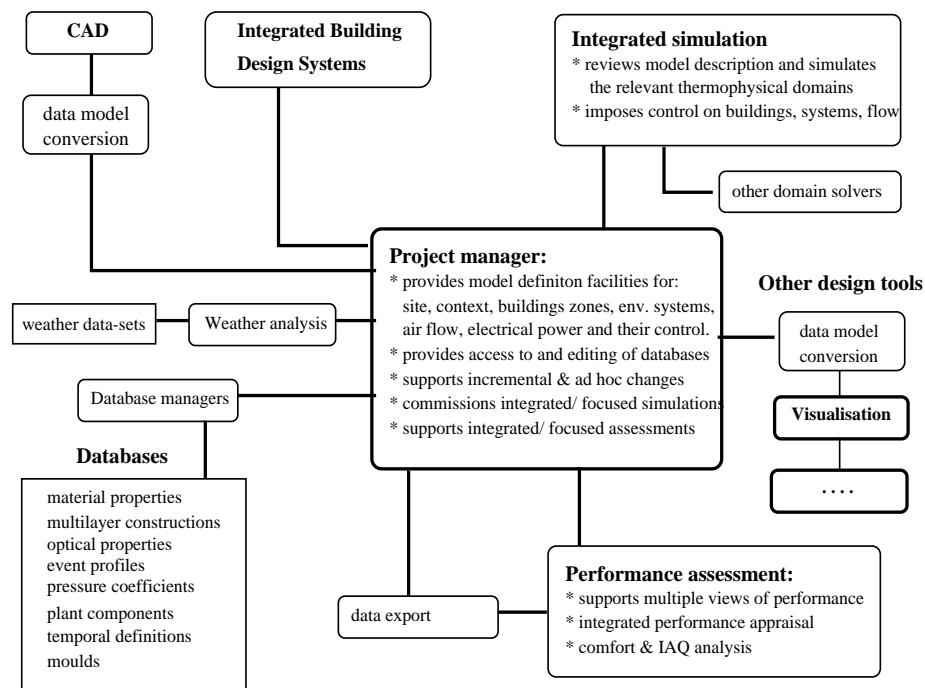 CAD
Integrated Building
Design Systems
Integrated simulation
* reviews model description and simulates
the relevant thermophysical domains
* imposes control on buildings, systems, flow
data model
conversion
other domain solvers
Project manager:
* provides model definiton facilities for:
site, context, buildings zones, env. systems,
air flow, electrical power and their control.
* provides access to and editing of databases
* supports incremental & ad hoc changes
* commissions integrated/ focused simulations
* supports integrated/ focused assessments
Other design tools
data model
conversion
Visualisation
....
weather data-sets
Weather analysis
Database managers
Databases
material properties
multilayer constructions
optical properties
event profiles
pressure coefficients
plant components
temporal definitions
moulds
data export
Performance assessment:
* supports multiple views of performance
* integrated performance appraisal
* comfort & IAQ analysis